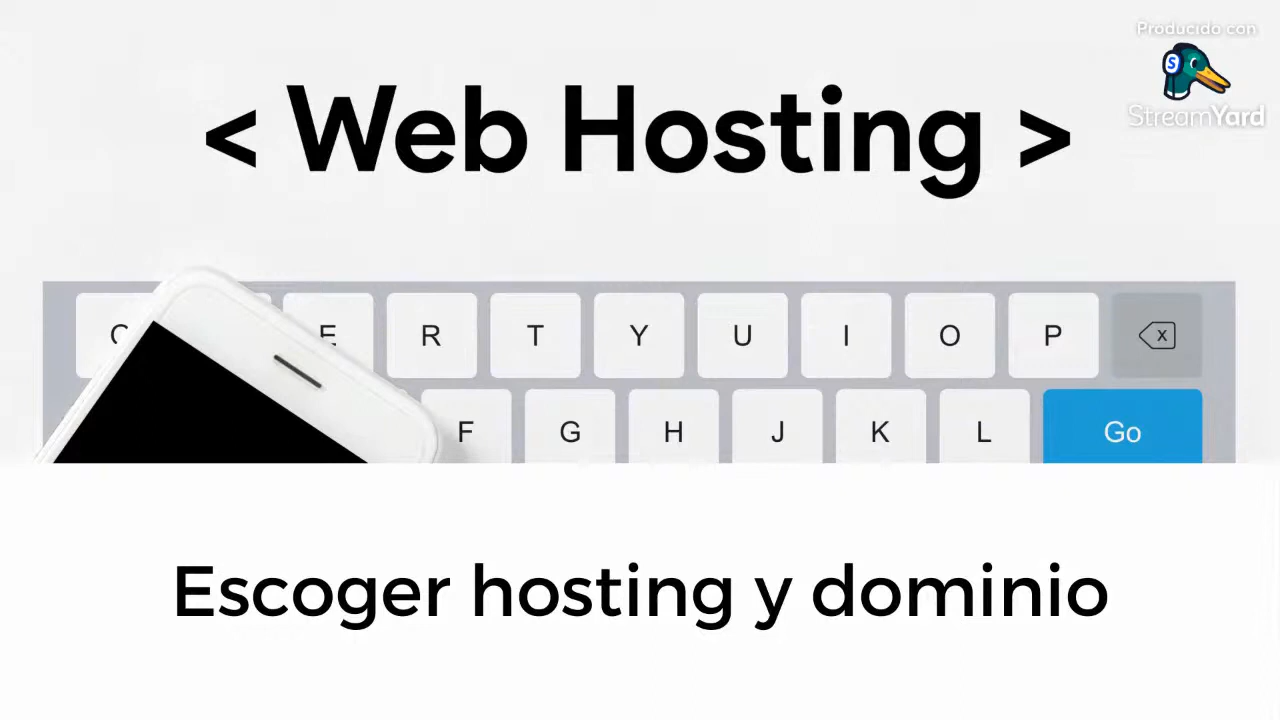 Producido con
StreamYard
< Web Hosting >
E R T Y U I O P
F G H J K L Go
Escoger hosting y dominio